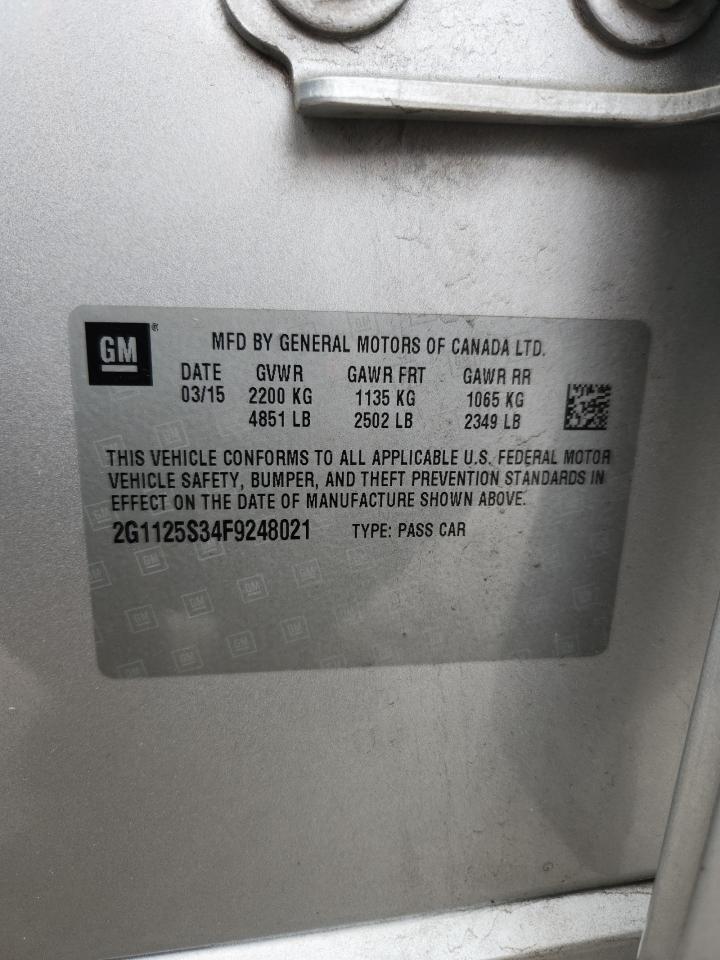 GM®
MFD BY GENERAL MOTORS OF CANADA LTD.
DATE GVWR GAWR FRT GAWR RR
03/15 2200 KG 1135 KG 1065 KG
4851 LB 2502 LB 2349 LB
THIS VEHICLE CONFORMS TO ALL APPLICABLE U.S. FEDERAL MOTOR
VEHICLE SAFETY, BUMPER, AND THEFT PREVENTION STANDARDS IN
EFFECT ON THE DATE OF MANUFACTURE SHOWN ABOVE.
2G1125S34F9248021 TYPE: PASS CAR